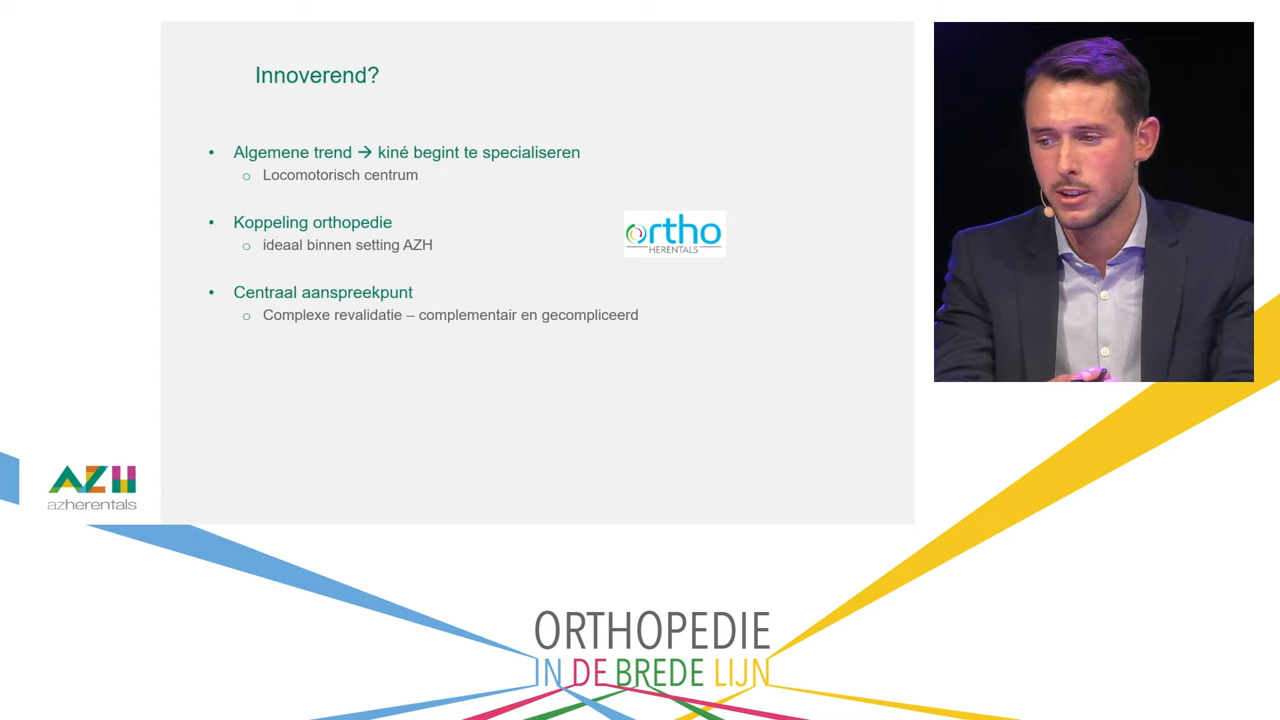 Innoverend?
• Algemene trend → kiné begint te specialiseren
o Locomotorisch centrum
• Koppeling orthopedie
o ideaal binnen setting AZH
ortho
HERENTALS
• Centraal aanspreekpunt
o Complexe revalidatie – complementair en gecompliceerd
AZH
azherentals
ORTHOPEDIE
IN DE BREDE LIJN